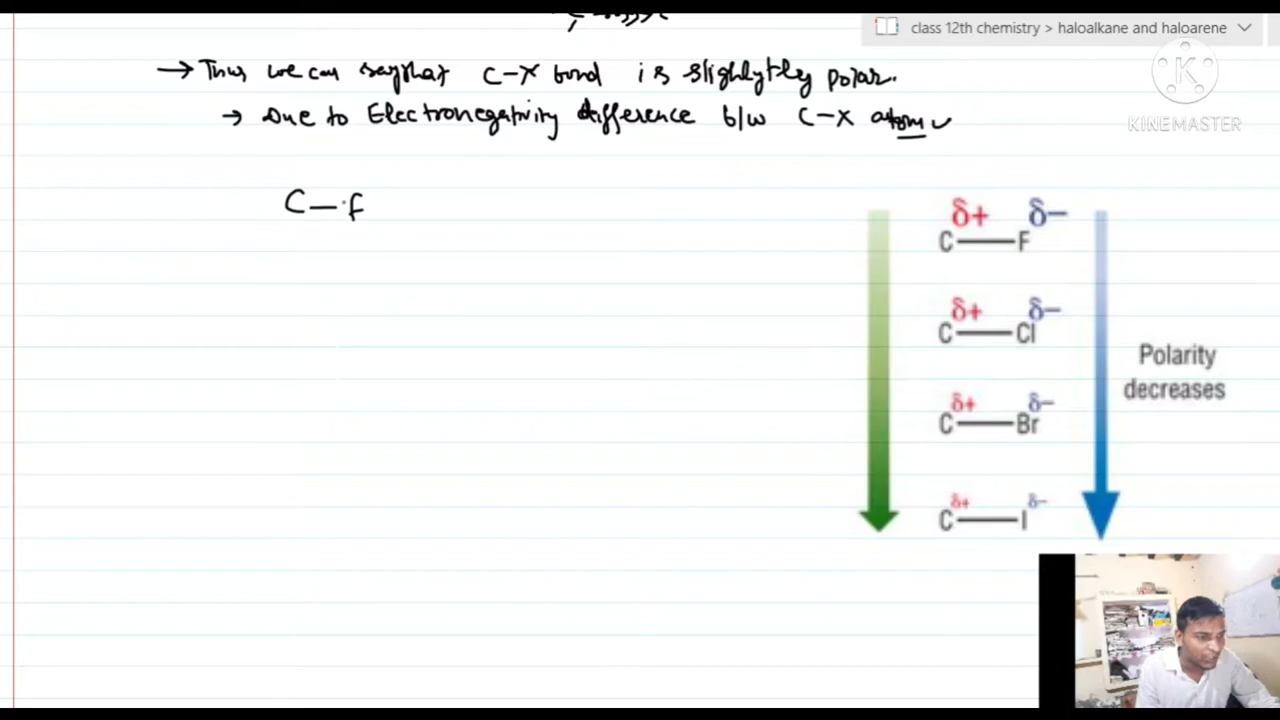 class 12th chemistry > haloalkane and haloarene
→ Thus we can say that C-X bond is slighlytly polar.
KINEMASTER
→ Due to Electronegativity difference b/w C-X atom
C-F
δ+ δ-
C-F
δ+ δ-
C-Cl
Polarity
decreases
δ+ δ-
C-Br
δ+ δ-
C-I